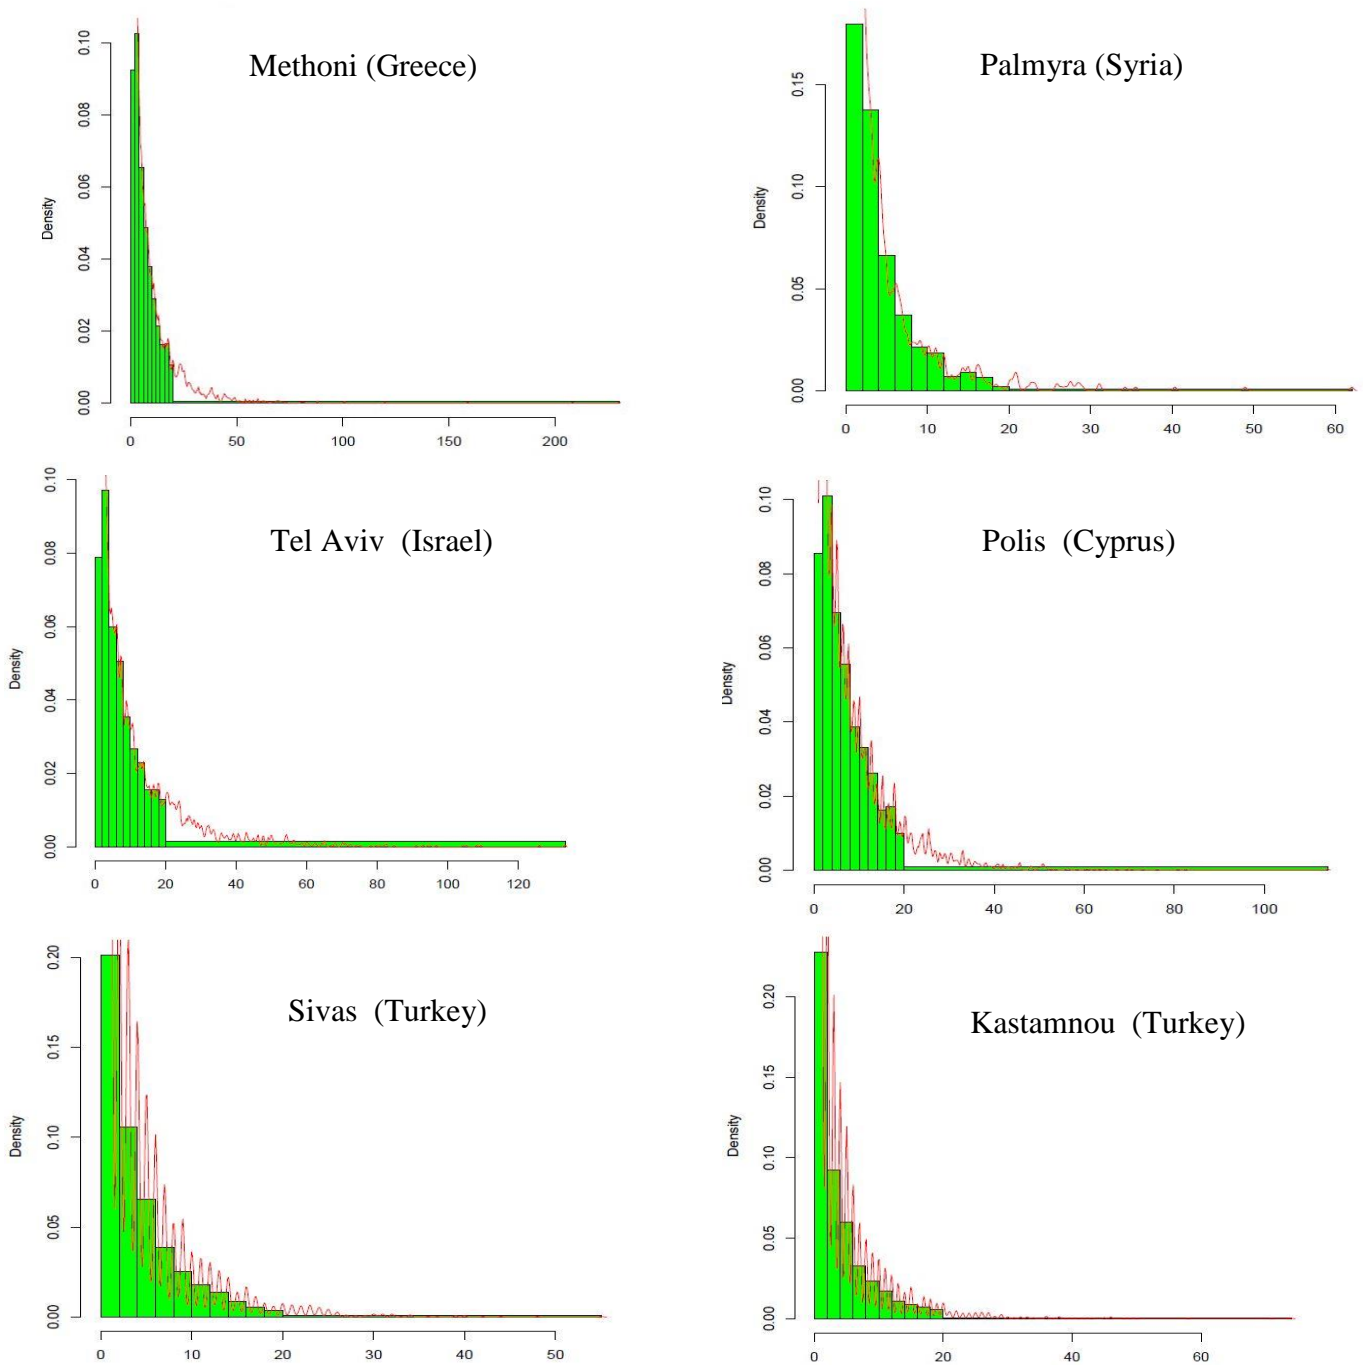 Methoni (Greece)
Density
0.00 0.02 0.04 0.06 0.08 0.10
0 50 100 150 200
Palmyra (Syria)
Density
0.00 0.05 0.10 0.15
0 10 20 30 40 50 60
Tel Aviv (Israel)
Density
0.00 0.02 0.04 0.06 0.08 0.10
0 20 40 60 80 100 120
Polis (Cyprus)
Density
0.00 0.02 0.04 0.06 0.08 0.10
0 20 40 60 80 100
Sivas (Turkey)
Density
0.00 0.05 0.10 0.15 0.20
0 10 20 30 40 50
Kastamnou (Turkey)
Density
0.00 0.05 0.10 0.15 0.20
0 20 40 60